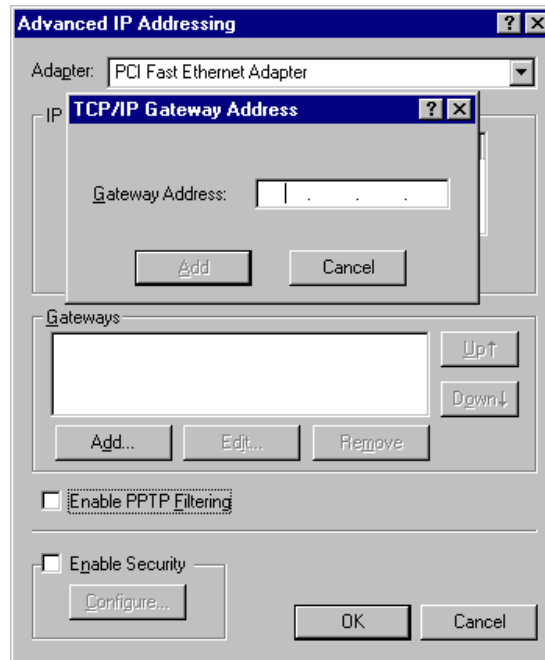 Advanced IP Addressing
Adapter: PCI Fast Ethernet Adapter
IP
TCP/IP Gateway Address
Gateway Address: . . .
Add Cancel
Gateways
Up↑
Down↓
Add... Edit... Remove
Enable PPTP Filtering
Enable Security
Configure...
OK Cancel